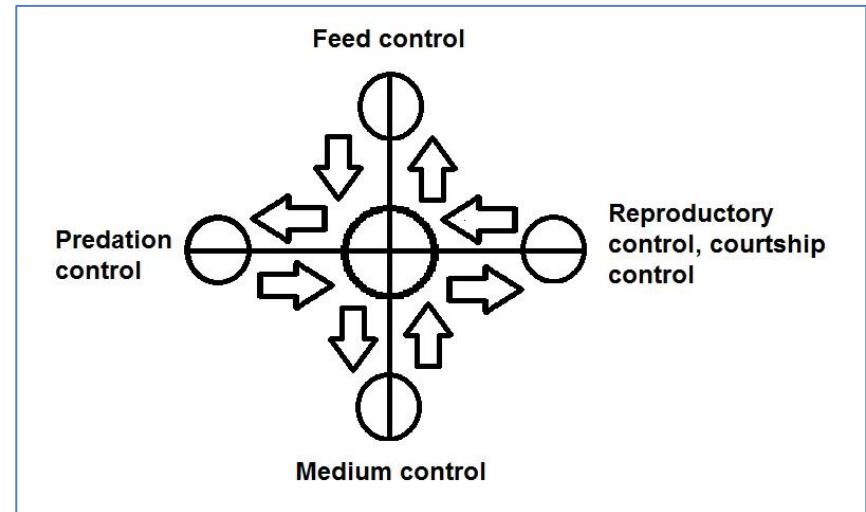 Feed control
Predation
control
Reproductory
control, courtship
control
Medium control